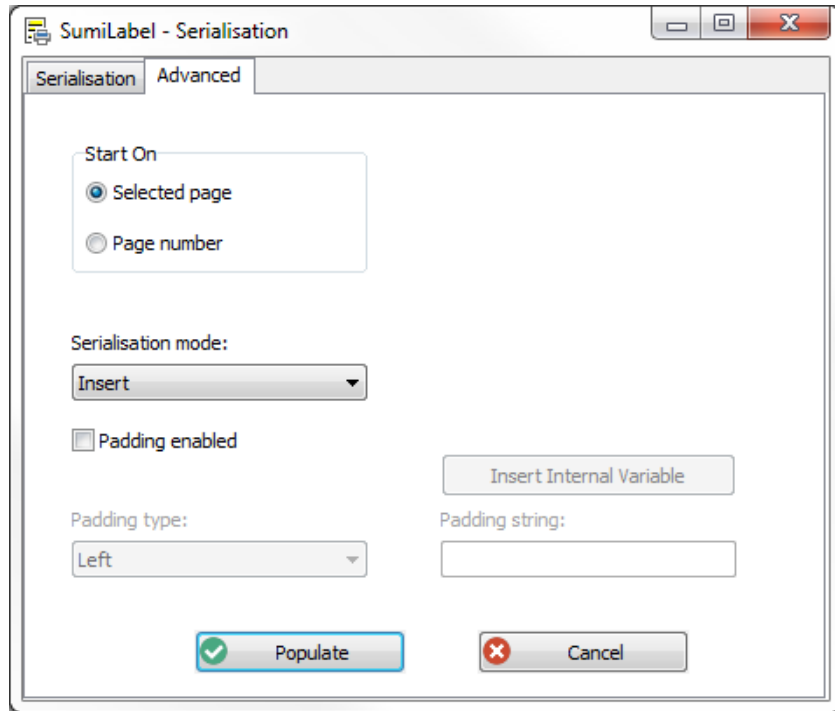 SumiLabel - Serialisation
Serialisation
Advanced
Start On
Selected page
Page number
Serialisation mode:
Insert
Padding enabled
Insert Internal Variable
Padding type:
Padding string:
Left
Populate
Cancel